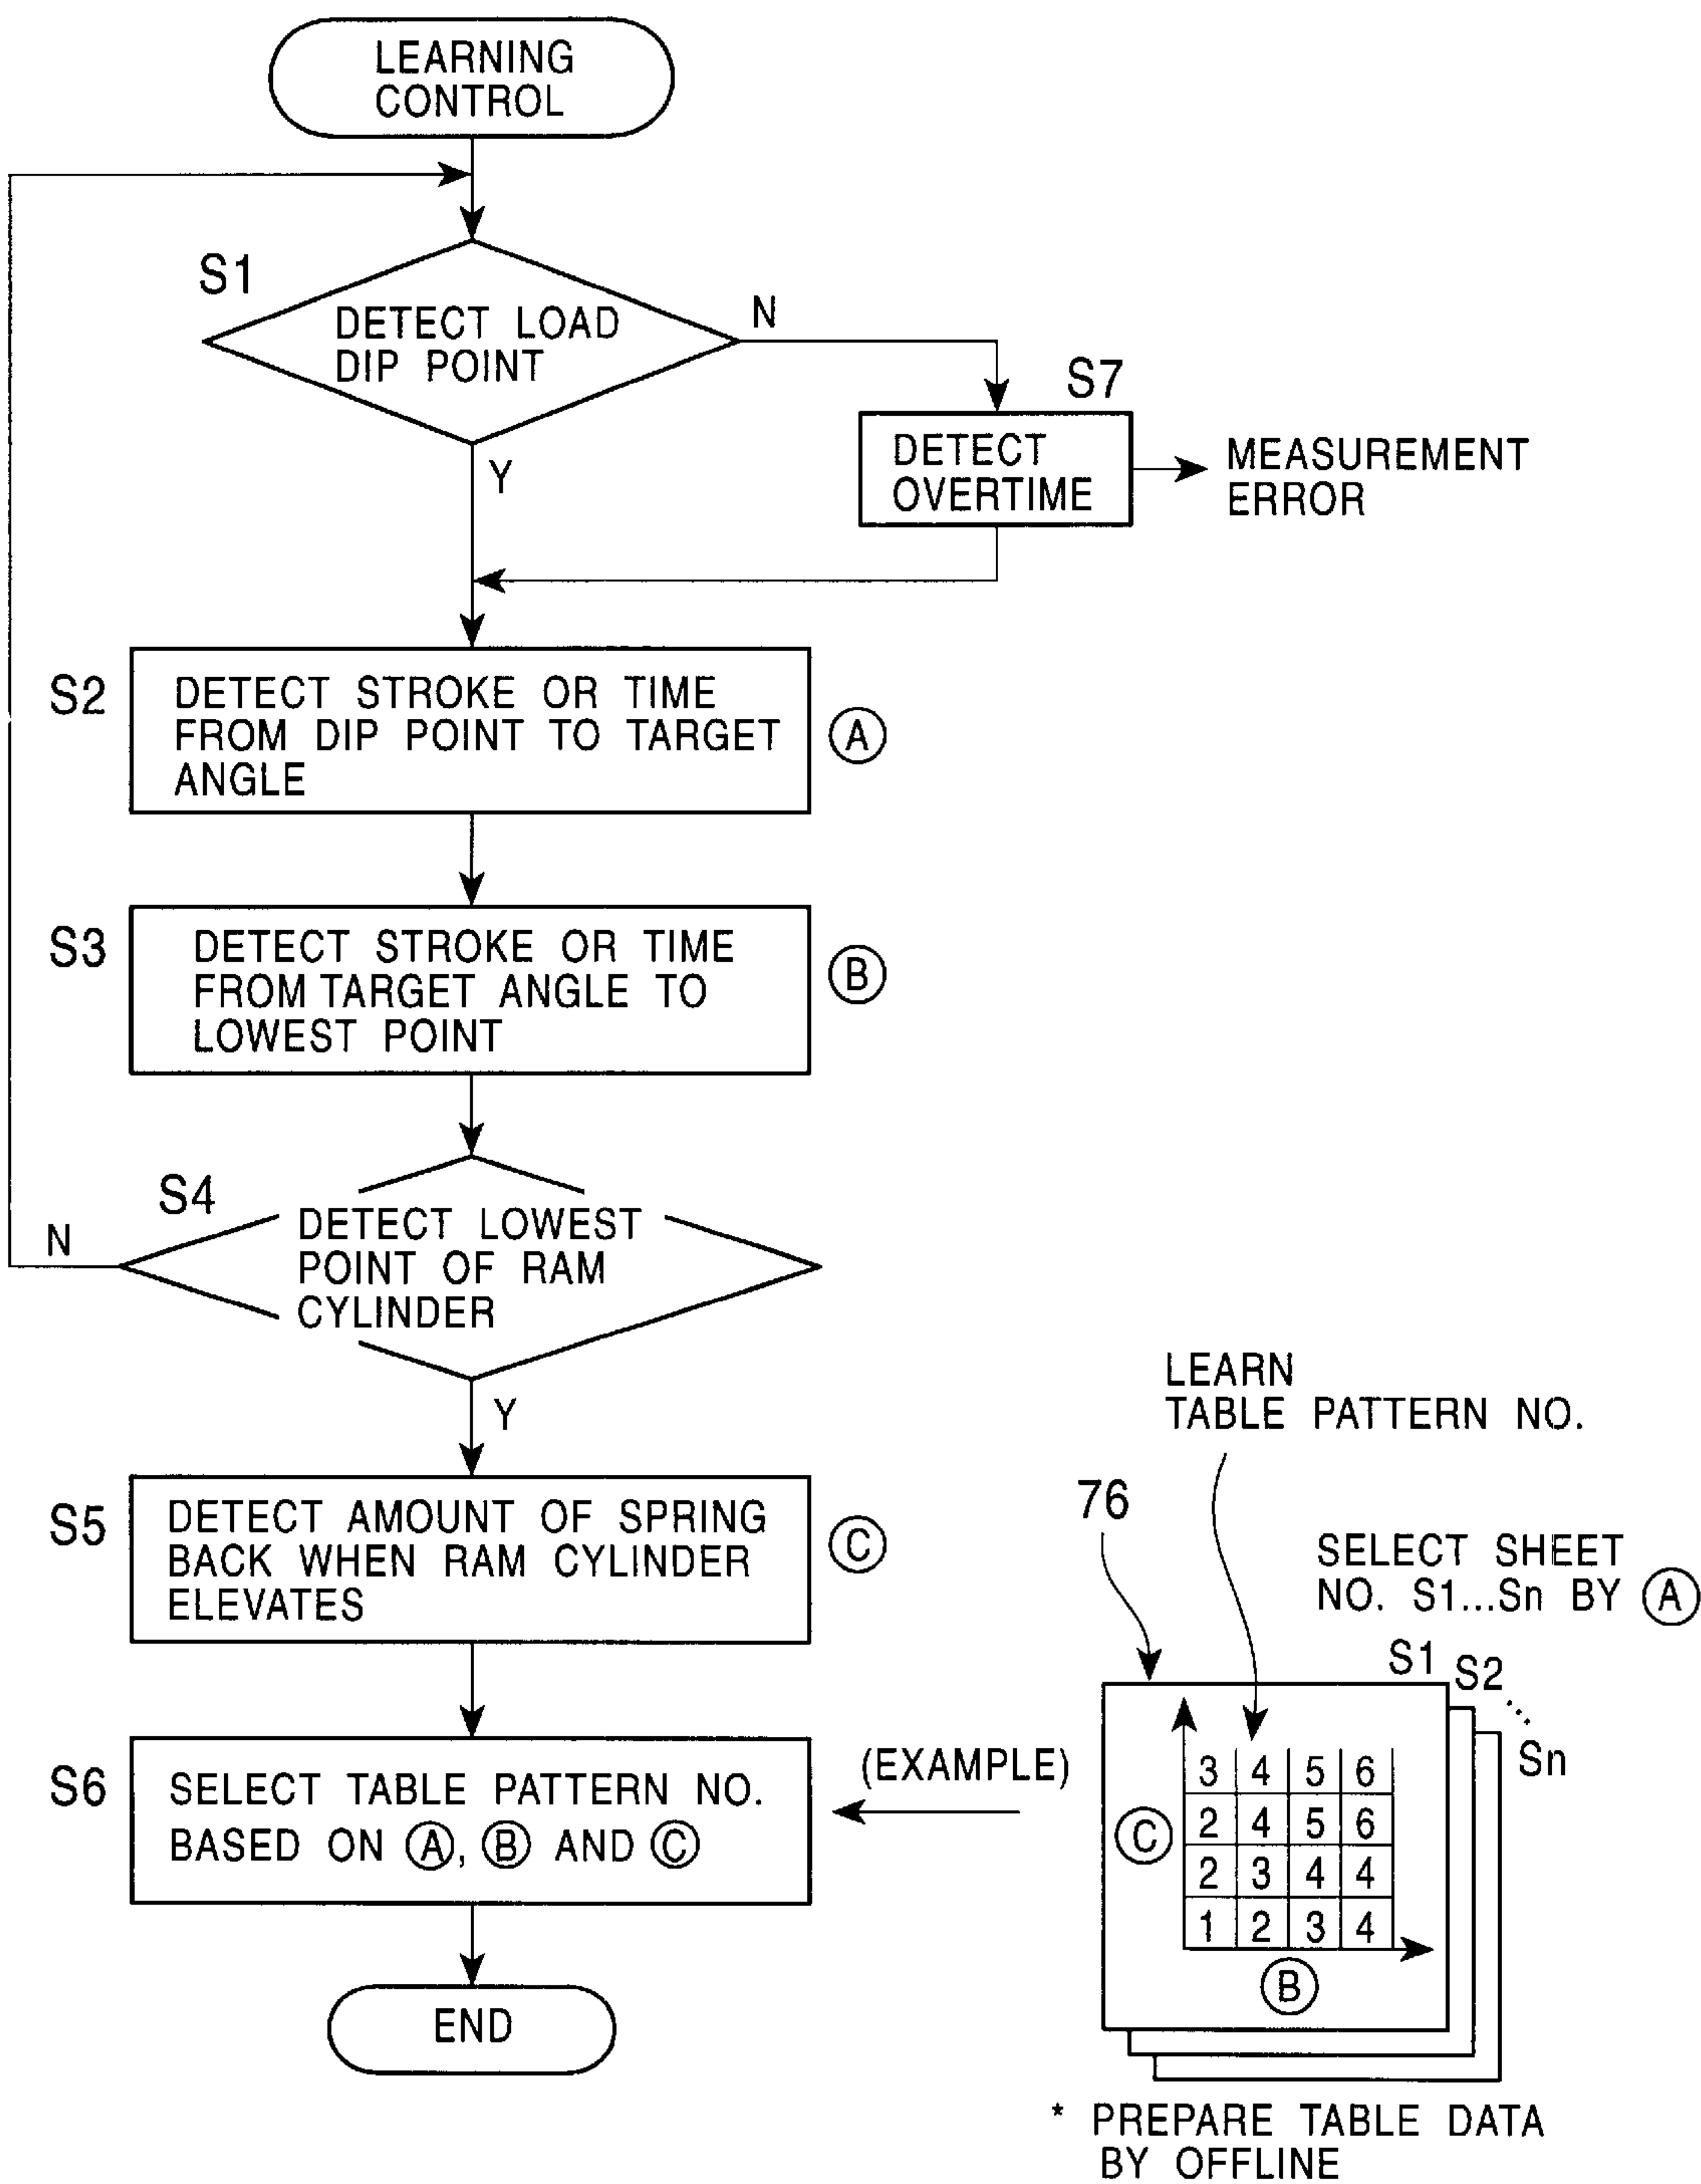 LEARNING
CONTROL
S1
DETECT LOAD
DIP POINT
N
Y
S7
DETECT
OVERTIME
MEASUREMENT
ERROR
S2
DETECT STROKE OR TIME
FROM DIP POINT TO TARGET
ANGLE
A
S3
DETECT STROKE OR TIME
FROM TARGET ANGLE TO
LOWEST POINT
B
S4
N
DETECT LOWEST
POINT OF RAM
CYLINDER
Y
S5
DETECT AMOUNT OF SPRING
BACK WHEN RAM CYLINDER
ELEVATES
C
S6
SELECT TABLE PATTERN NO.
BASED ON A, B AND C
END
(EXAMPLE)
LEARN
TABLE PATTERN NO.
76
SELECT SHEET
NO. S1...Sn BY A
S1
S2
...
Sn
3 4 5 6
2 4 5 6
2 3 4 4
1 2 3 4
C
B
* PREPARE TABLE DATA
BY OFFLINE